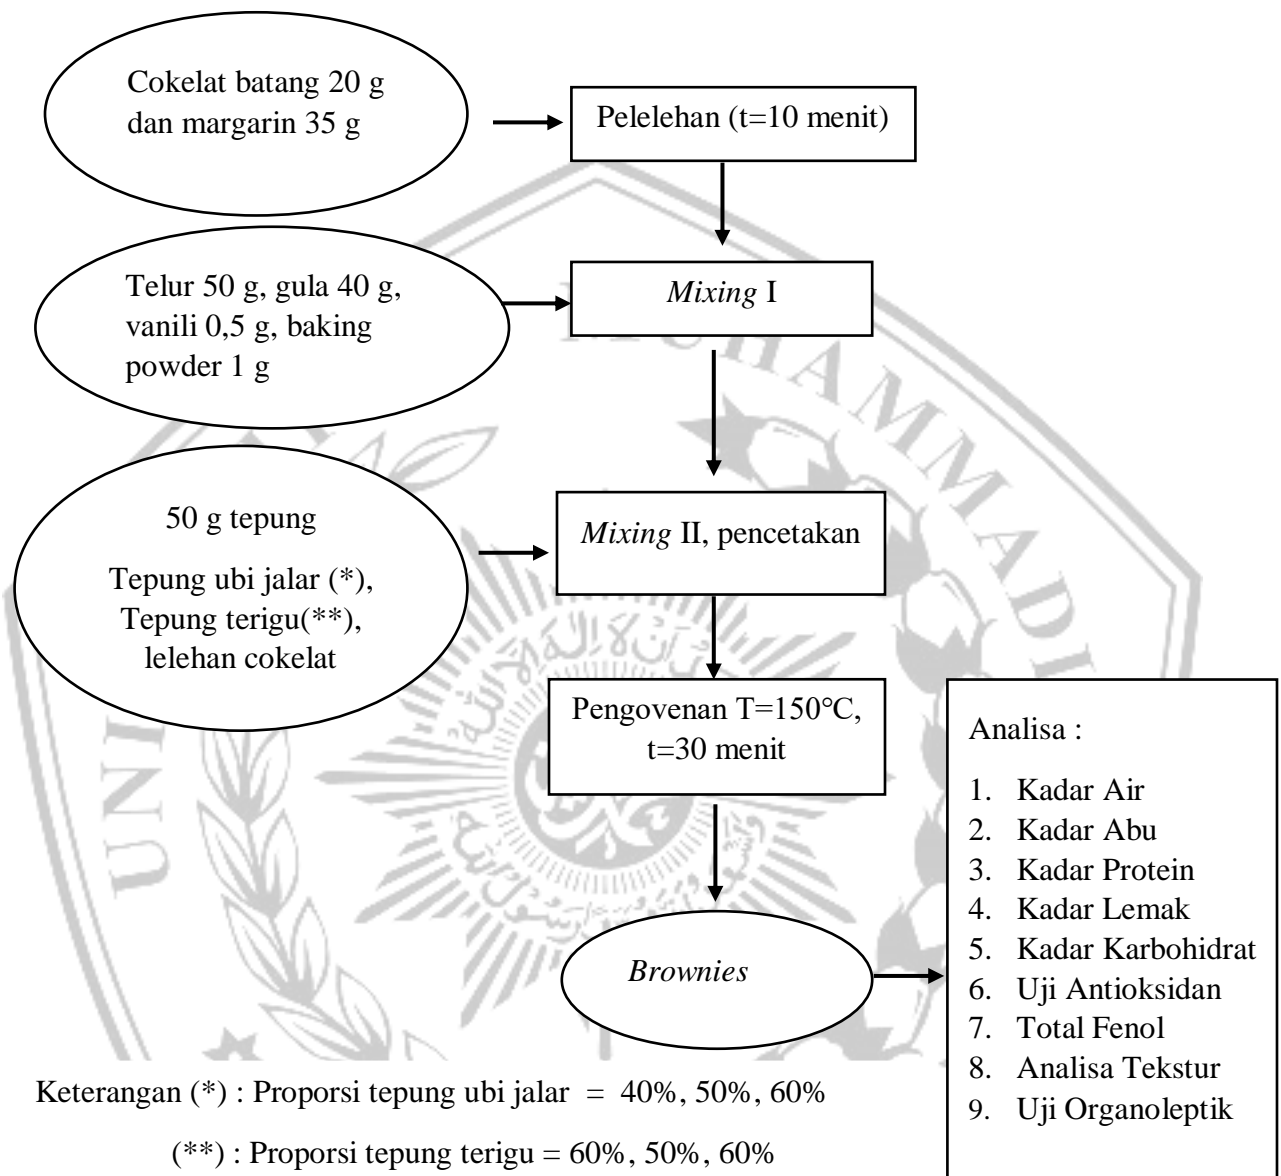 Cokelat batang 20 g
dan margarin 35 g
Pelelehan (t=10 menit)
Telur 50 g, gula 40 g,
vanili 0,5 g, baking
powder 1 g
Mixing I
50 g tepung
Tepung ubi jalar (*),
Tepung terigu(**),
lelehan cokelat
Mixing II, pencetakan
Pengovenan T=150°C,
t=30 menit
Brownies
Analisa :
1. Kadar Air
2. Kadar Abu
3. Kadar Protein
4. Kadar Lemak
5. Kadar Karbohidrat
6. Uji Antioksidan
7. Total Fenol
8. Analisa Tekstur
9. Uji Organoleptik
Keterangan (*) : Proporsi tepung ubi jalar = 40%, 50%, 60%
(**) : Proporsi tepung terigu = 60%, 50%, 60%
UNI
MUHAMMADI